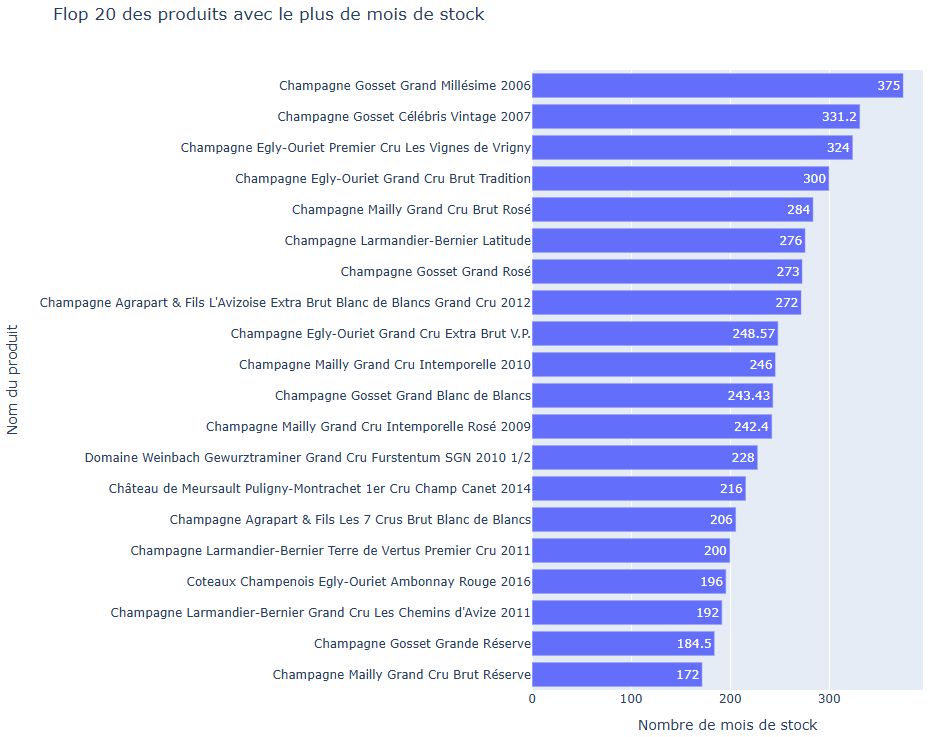 Flop 20 des produits avec le plus de mois de stock
Nom du produit
Champagne Gosset Grand Millésime 2006 375
Champagne Gosset Célébris Vintage 2007 331.2
Champagne Egly-Ouriet Premier Cru Les Vignes de Vrigny 324
Champagne Egly-Ouriet Grand Cru Brut Tradition 300
Champagne Mailly Grand Cru Brut Rosé 284
Champagne Larmandier-Bernier Latitude 276
Champagne Gosset Grand Rosé 273
Champagne Agrapart & Fils L'Avizoise Extra Brut Blanc de Blancs Grand Cru 2012 272
Champagne Egly-Ouriet Grand Cru Extra Brut V.P. 248.57
Champagne Mailly Grand Cru Intemporelle 2010 246
Champagne Gosset Grand Blanc de Blancs 243.43
Champagne Mailly Grand Cru Intemporelle Rosé 2009 242.4
Domaine Weinbach Gewurztraminer Grand Cru Furstentum SGN 2010 1/2 228
Château de Meursault Puligny-Montrachet 1er Cru Champ Canet 2014 216
Champagne Agrapart & Fils Les 7 Crus Brut Blanc de Blancs 206
Champagne Larmandier-Bernier Terre de Vertus Premier Cru 2011 200
Coteaux Champenois Egly-Ouriet Ambonnay Rouge 2016 196
Champagne Larmandier-Bernier Grand Cru Les Chemins d'Avize 2011 192
Champagne Gosset Grande Réserve 184.5
Champagne Mailly Grand Cru Brut Réserve 172
0 100 200 300
Nombre de mois de stock